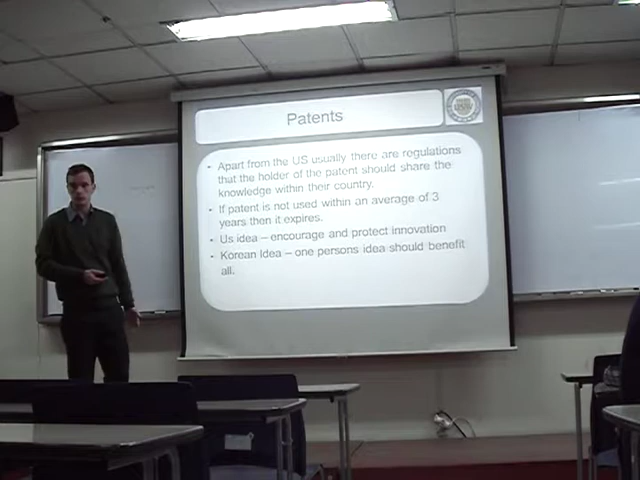 Patents
- Apart from the US usually there are regulations
that the holder of the patent should share the
knowledge within their country.
- If patent is not used within an average of 3
years then it expires.
- Us idea – encourage and protect innovation
- Korean Idea – one persons idea should benefit
all.